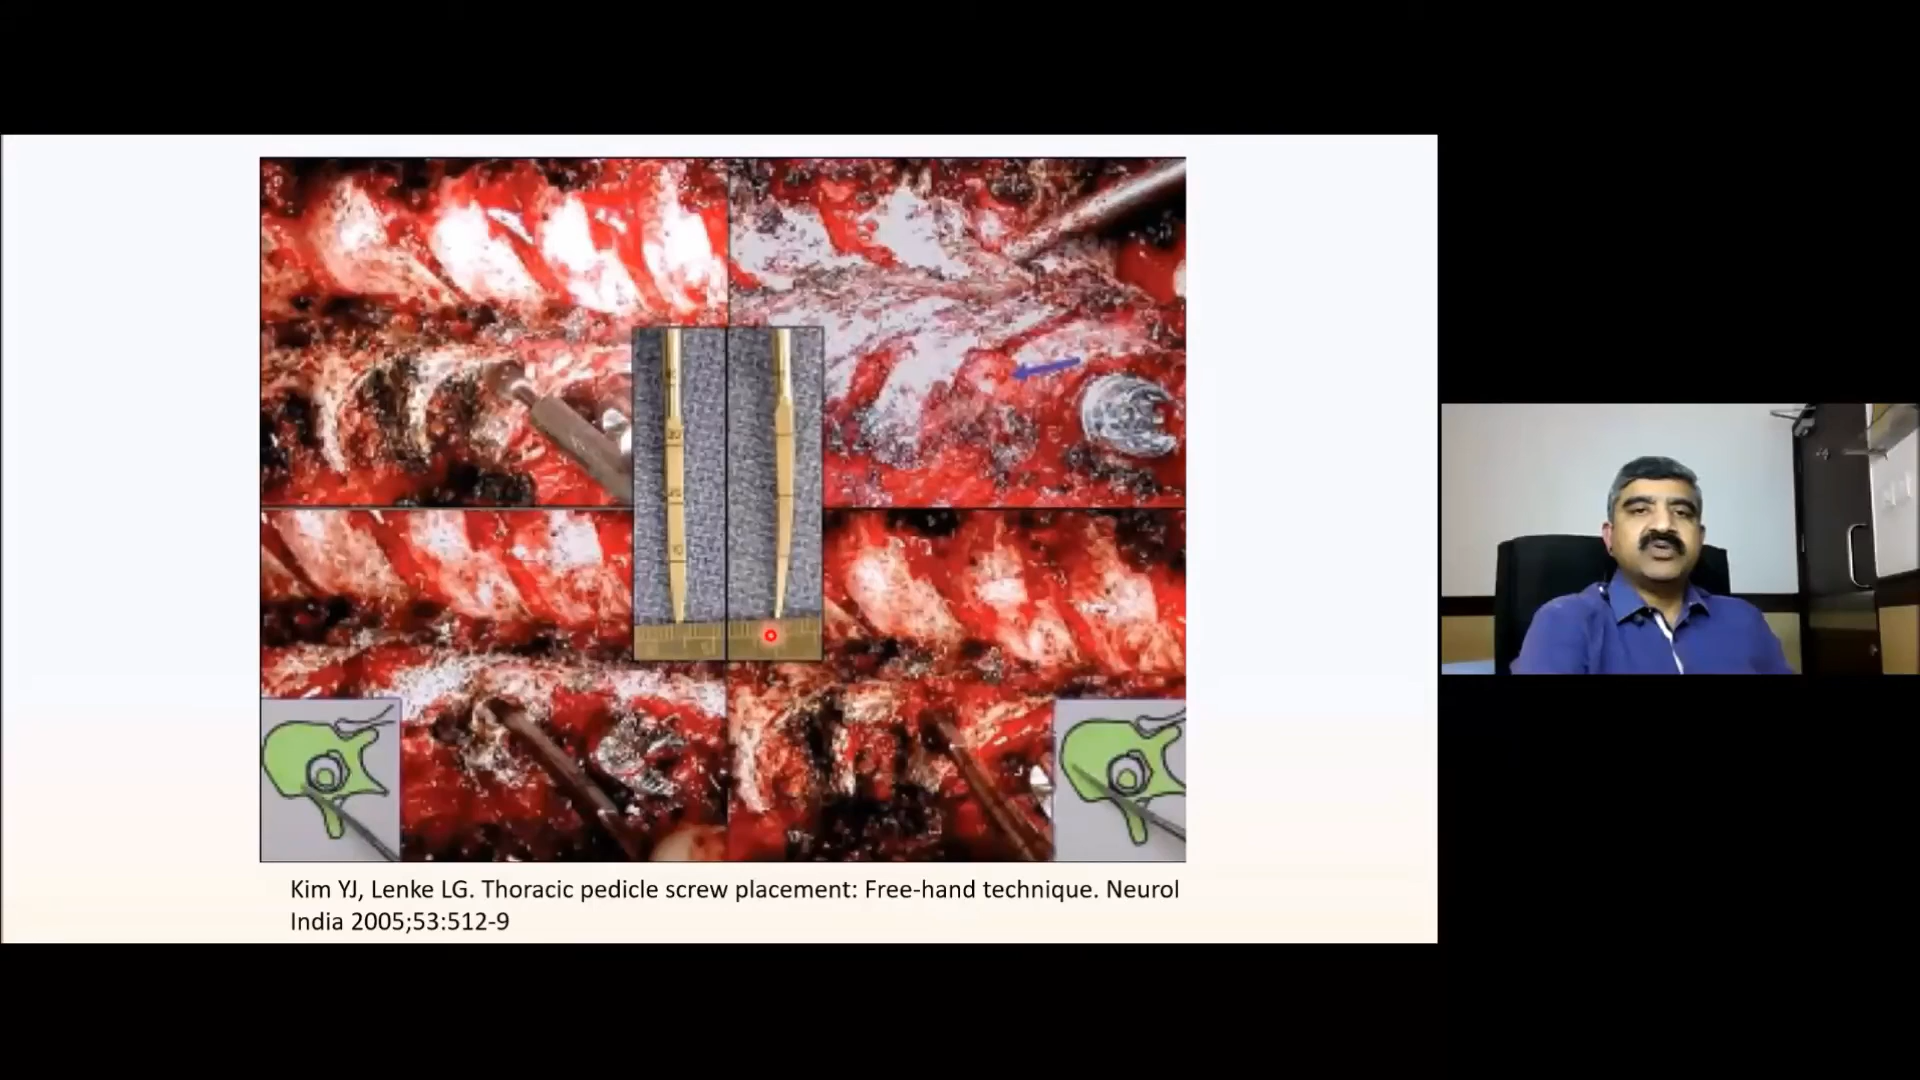 Kim YJ, Lenke LG. Thoracic pedicle screw placement: Free-hand technique. Neurol
India 2005;53:512-9